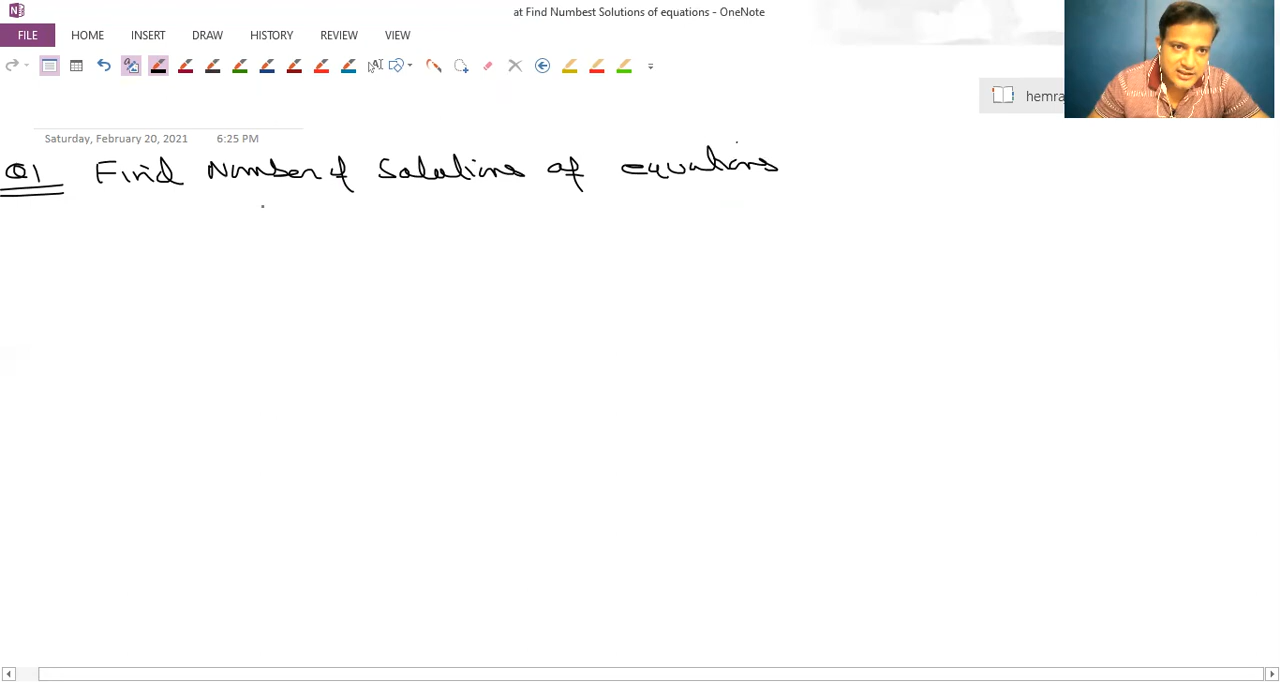 at Find Numbest Solutions of equations - OneNote
FILE HOME INSERT DRAW HISTORY REVIEW VIEW
hemra
Saturday, February 20, 2021 6:25 PM
Q1 Find Number of Solutions of equations